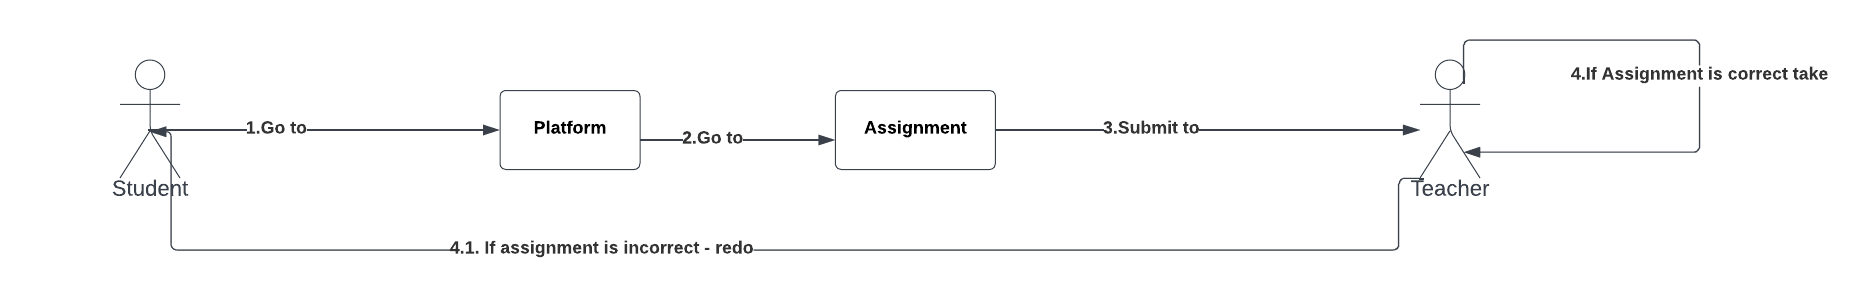 4.If Assignment is correct take
1.Go to
Platform
2.Go to
Assignment
3.Submit to
Student
Teacher
4.1. If assignment is incorrect - redo